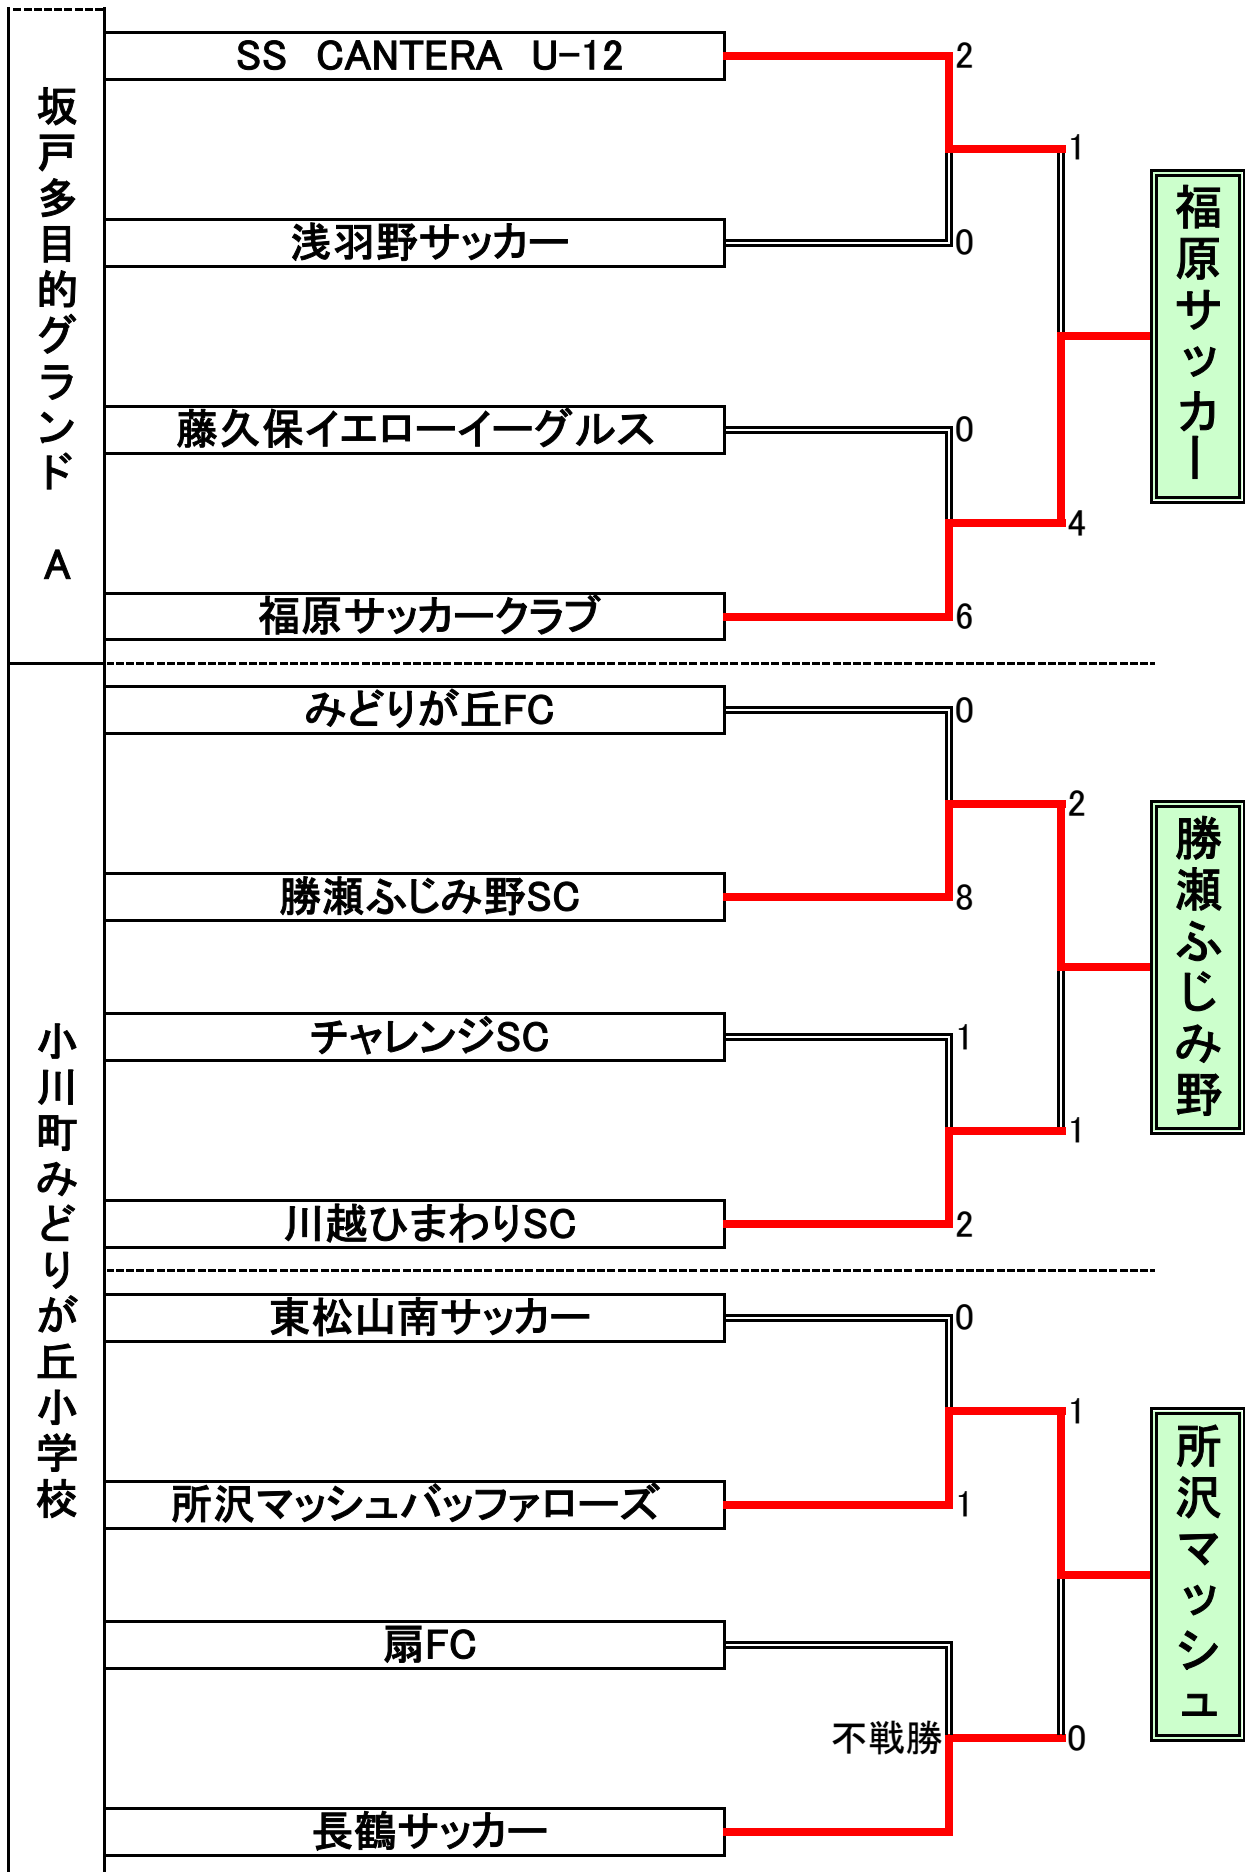 坂戸多目的グランド　A
SS　CANTERA　U-12
2
1
浅羽野サッカー
0
藤久保イエローイーグルス
0
4
福原サッカークラブ
6
福原サッカー
小川町みどりが丘小学校
みどりが丘FC
0
2
勝瀬ふじみ野SC
8
チャレンジSC
1
1
川越ひまわりSC
2
勝瀬ふじみ野
東松山南サッカー
0
1
所沢マッシュバッファローズ
1
扇FC
不戦勝
0
長鶴サッカー
所沢マッシュ